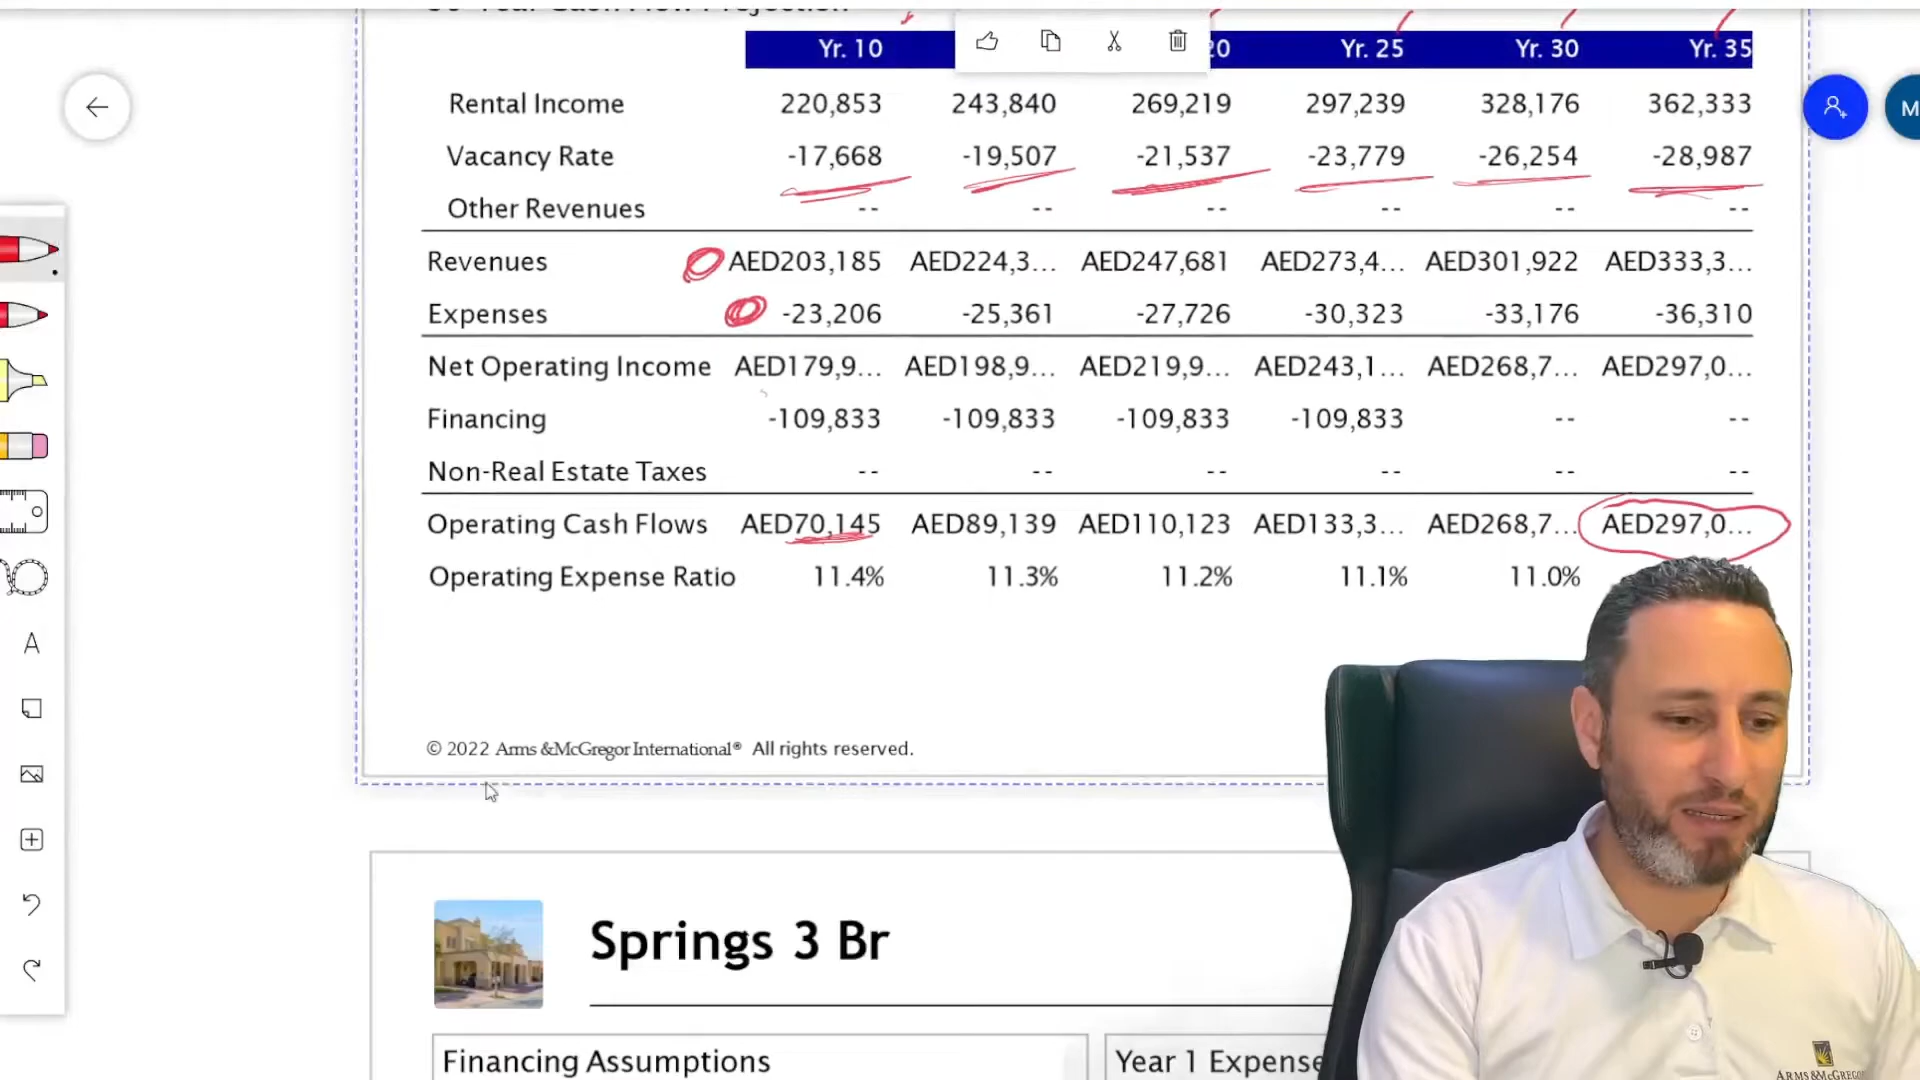 Yr. 10 20 Yr. 25 Yr. 30 Yr. 35
Rental Income 220,853 243,840 269,219 297,239 328,176 362,333
Vacancy Rate -17,668 -19,507 -21,537 -23,779 -26,254 -28,987
Other Revenues -- -- -- -- -- --
Revenues AED203,185 AED224,3... AED247,681 AED273,4... AED301,922 AED333,3...
Expenses -23,206 -25,361 -27,726 -30,323 -33,176 -36,310
Net Operating Income AED179,9... AED198,9... AED219,9... AED243,1... AED268,7... AED297,0...
Financing -109,833 -109,833 -109,833 -109,833 -- --
Non-Real Estate Taxes -- -- -- -- -- --
Operating Cash Flows AED70,145 AED89,139 AED110,123 AED133,3... AED268,7... AED297,0...
Operating Expense Ratio 11.4% 11.3% 11.2% 11.1% 11.0%
© 2022 Arms &McGregor International® All rights reserved.
Springs 3 Br
Financing Assumptions
Year 1 Expense
M
A
ARMS &McGREGOR